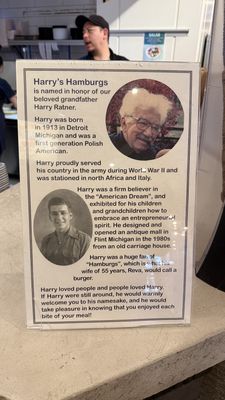 SALAD
Harry's Hamburgs
is named in honor of our
beloved grandfather
Harry Ratner.
Harry was born
in 1913 in Detroit
Michigan and was a
first generation Polish
American.
Harry proudly served
his country in the army during World War II and
was stationed in north Africa and Italy.
Harry was a firm believer in
the "American Dream", and
exhibited for his children
and grandchildren how to
embrace an entrepreneurial
spirit. He designed and
opened an antique mall in
Flint Michigan in the 1980s
from an old carriage house.
Harry was a huge fan of
"Hamburgs", which is what his
wife of 55 years, Reva, would call a
burger.
Harry loved people and people loved Harry.
If Harry were still around, he would warmly
welcome you to his namesake, and he would
take pleasure in knowing that you enjoyed each
bite of your meal!